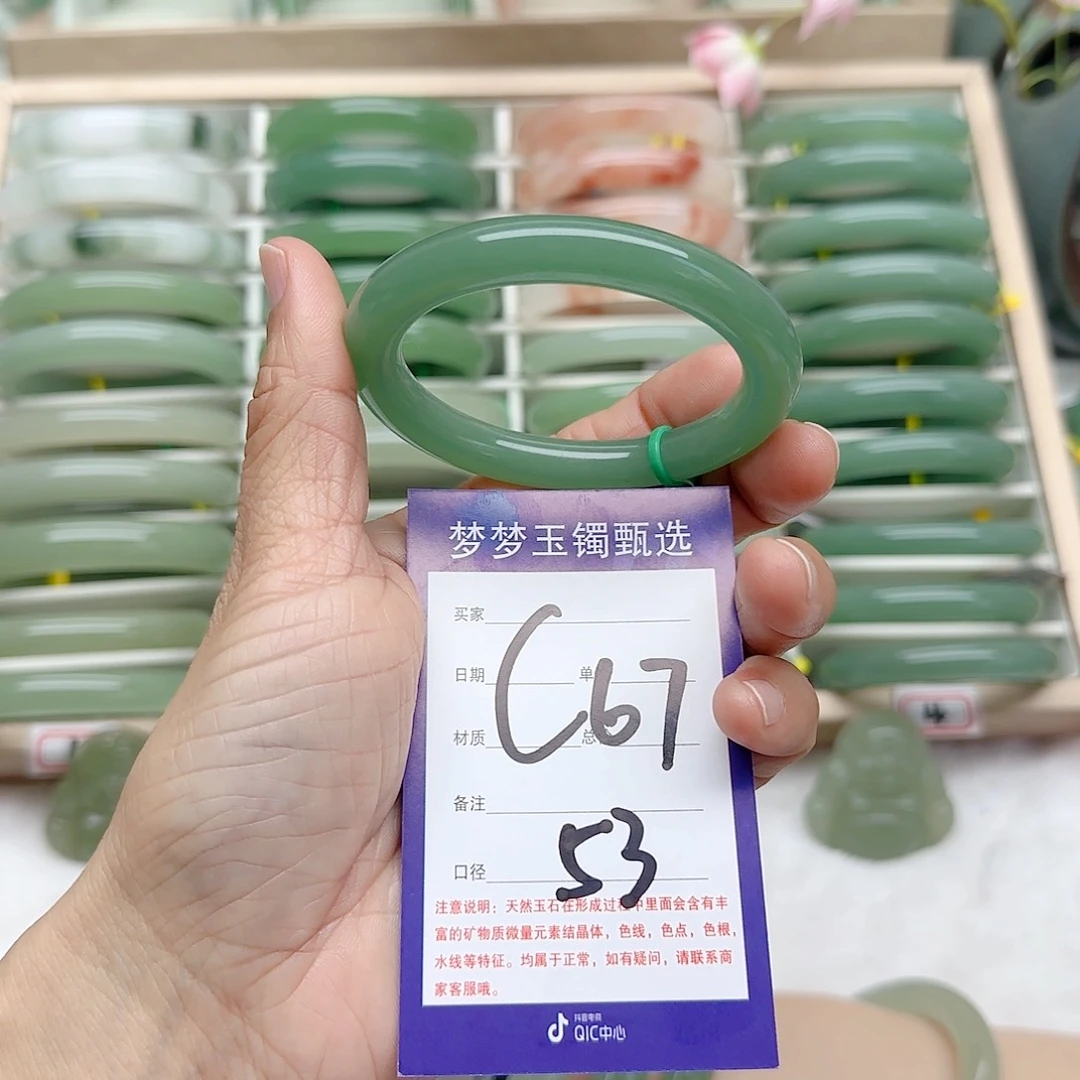 梦梦玉镯甄选
买家
C67
日期 单
材质 总
备注
53
口径
注意说明：天然玉石在形成过程中里面会含有丰
富的矿物质微量元素结晶体，色线，色点，色根，
水线等特征。均属于正常，如有疑问，请联系商
家客服哦。
抖音电商
QIC中心